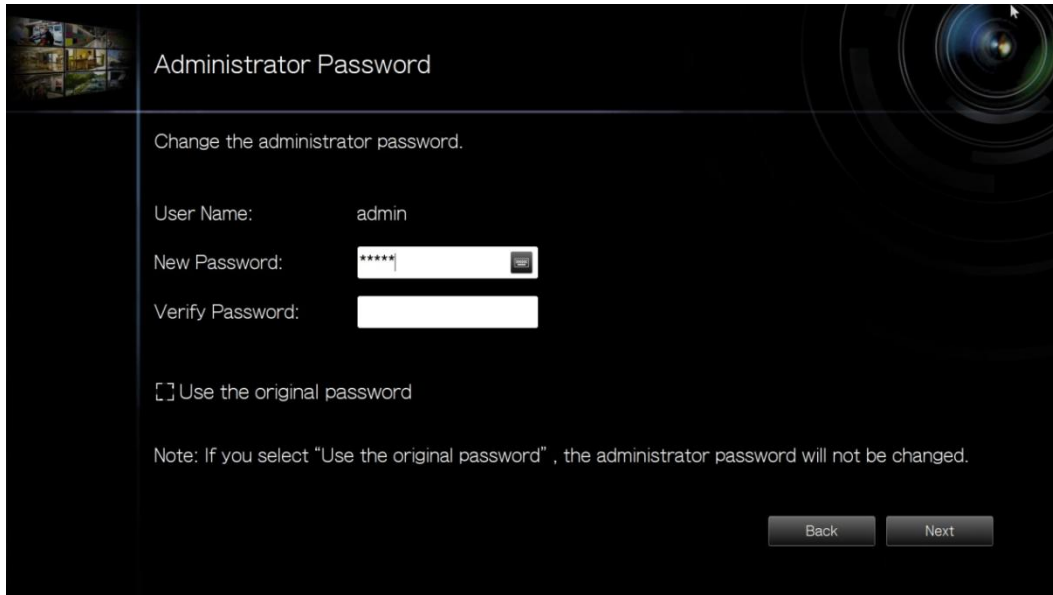 Administrator Password
Change the administrator password.
User Name: admin
New Password: *****
Verify Password:
Use the original password
Note: If you select “Use the original password” , the administrator password will not be changed.
Back Next